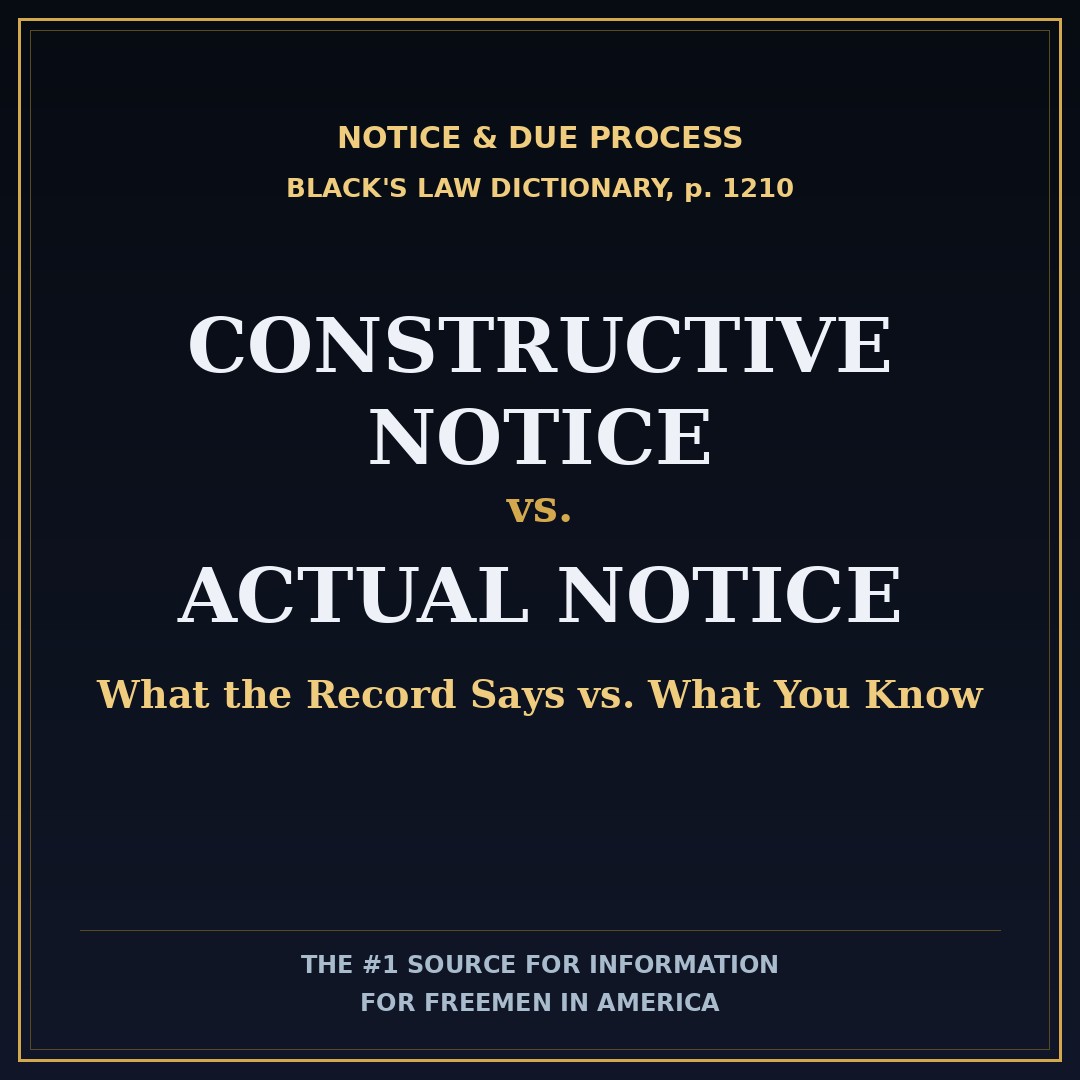 NOTICE & DUE PROCESS
BLACK'S LAW DICTIONARY, p. 1210
CONSTRUCTIVE
NOTICE
vs.
ACTUAL NOTICE
What the Record Says vs. What You Know
THE #1 SOURCE FOR INFORMATION
FOR FREEMEN IN AMERICA